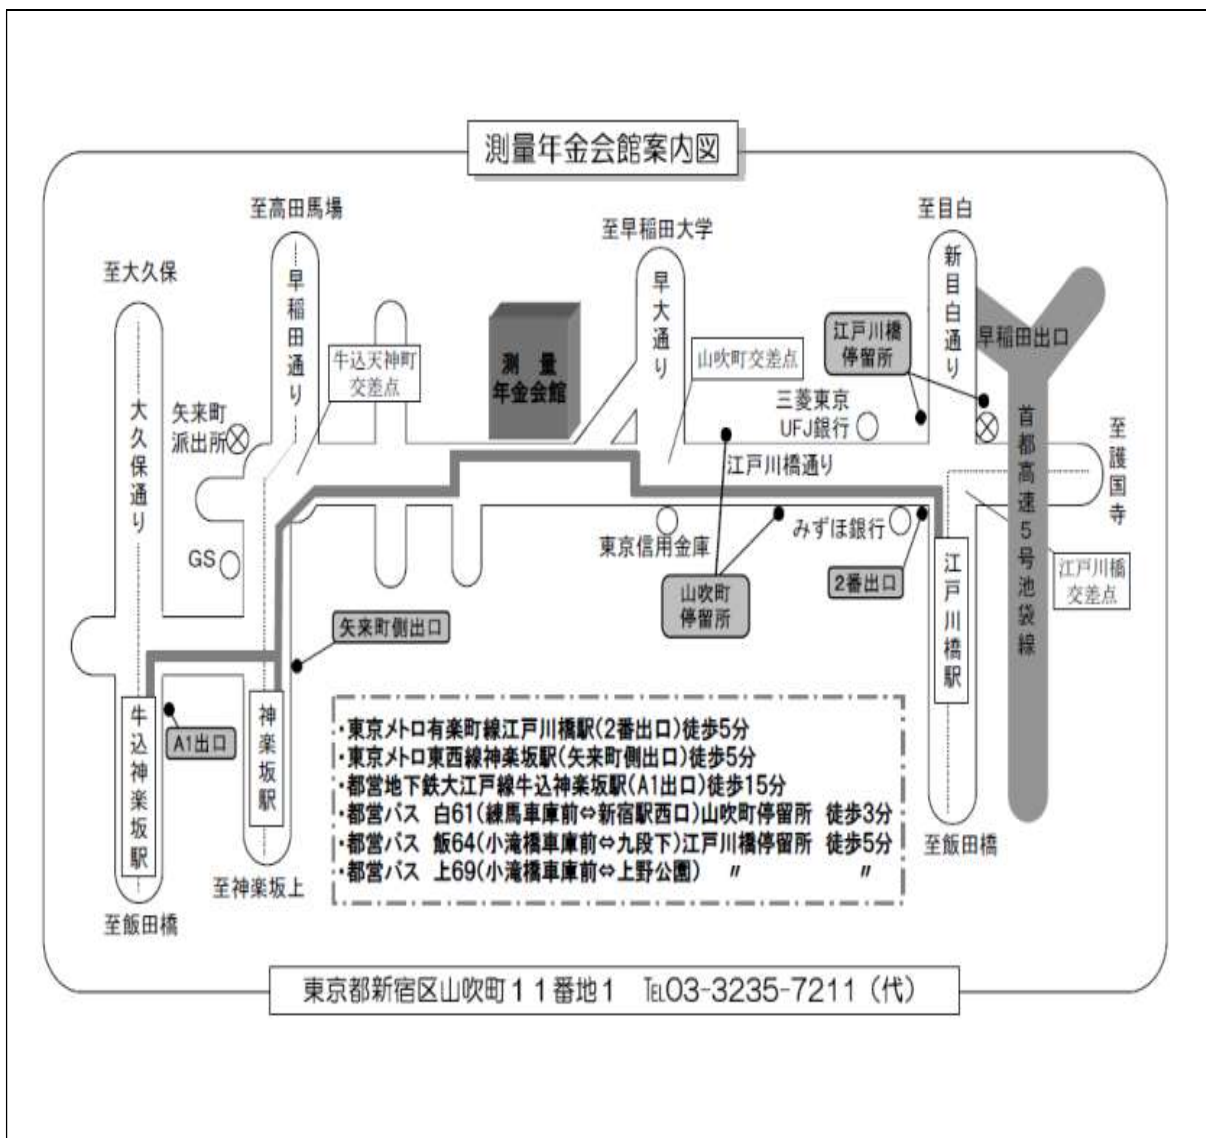 測量年金会館案内図
至高田馬場
至早稲田大学
至目白
至大久保
早稲田通り
早大通り
新目白通り
大久保通り
矢来町
派出所
牛込天神町
交差点
測 量
年金会館
山吹町交差点
江戸川橋
停留所
早稲田出口
三菱東京
UFJ銀行
江戸川橋通り
首都高速5号池袋線
至護国寺
GS
東京信用金庫
みずほ銀行
山吹町
停留所
2番出口
江戸川橋駅
江戸川橋
交差点
矢来町側出口
A1出口
牛込神楽坂駅
神楽坂駅
・東京メトロ有楽町線江戸川橋駅(2番出口)徒歩5分
・東京メトロ東西線神楽坂駅(矢来町側出口)徒歩5分
・都営地下鉄大江戸線牛込神楽坂駅(A1出口)徒歩15分
・都営バス 白61(練馬車庫前⇔新宿駅西口)山吹町停留所 徒歩3分
・都営バス 飯64(小滝橋車庫前⇔九段下)江戸川橋停留所 徒歩5分
・都営バス 上69(小滝橋車庫前⇔上野公園) 〃 〃
至飯田橋
至神楽坂上
至飯田橋
東京都新宿区山吹町11番地1 ℡03-3235-7211(代)